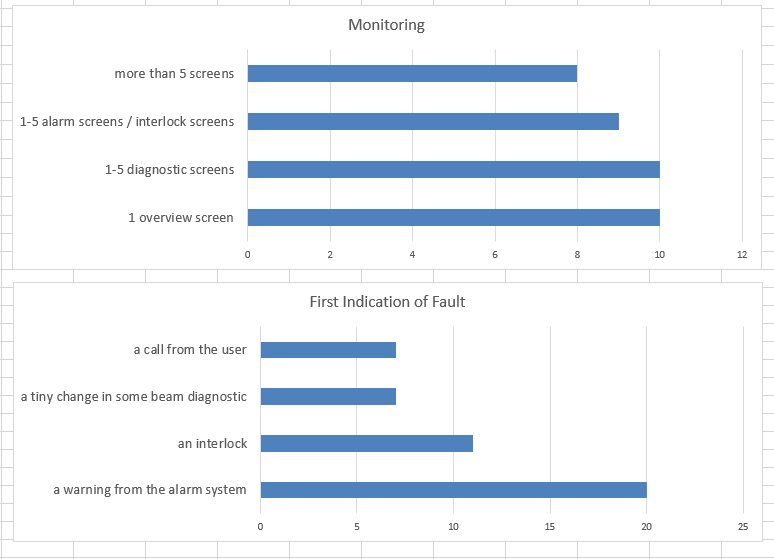 Monitoring
more than 5 screens
1-5 alarm screens / interlock screens
1-5 diagnostic screens
1 overview screen
0 2 4 6 8 10 12
First Indication of Fault
a call from the user
a tiny change in some beam diagnostic
an interlock
a warning from the alarm system
0 5 10 15 20 25